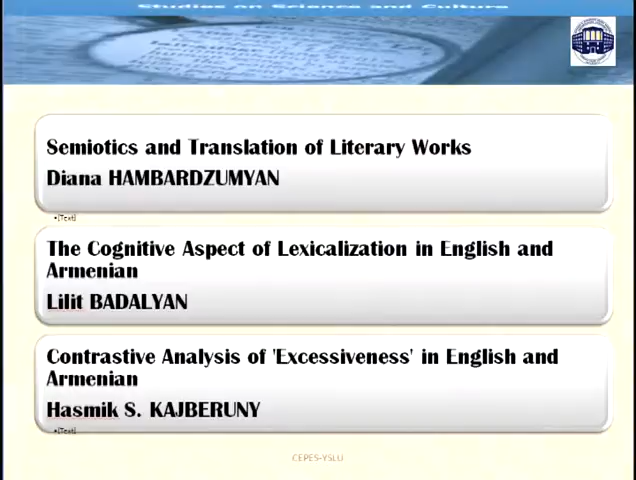 Studies on Science and Culture
Semiotics and Translation of Literary Works
Diana HAMBARDZUMYAN
•[Text]
The Cognitive Aspect of Lexicalization in English and
Armenian
Lilit BADALYAN
Contrastive Analysis of 'Excessiveness' in English and
Armenian
Hasmik S. KAJBERUNY
•[Text]
CEPES-YSLU